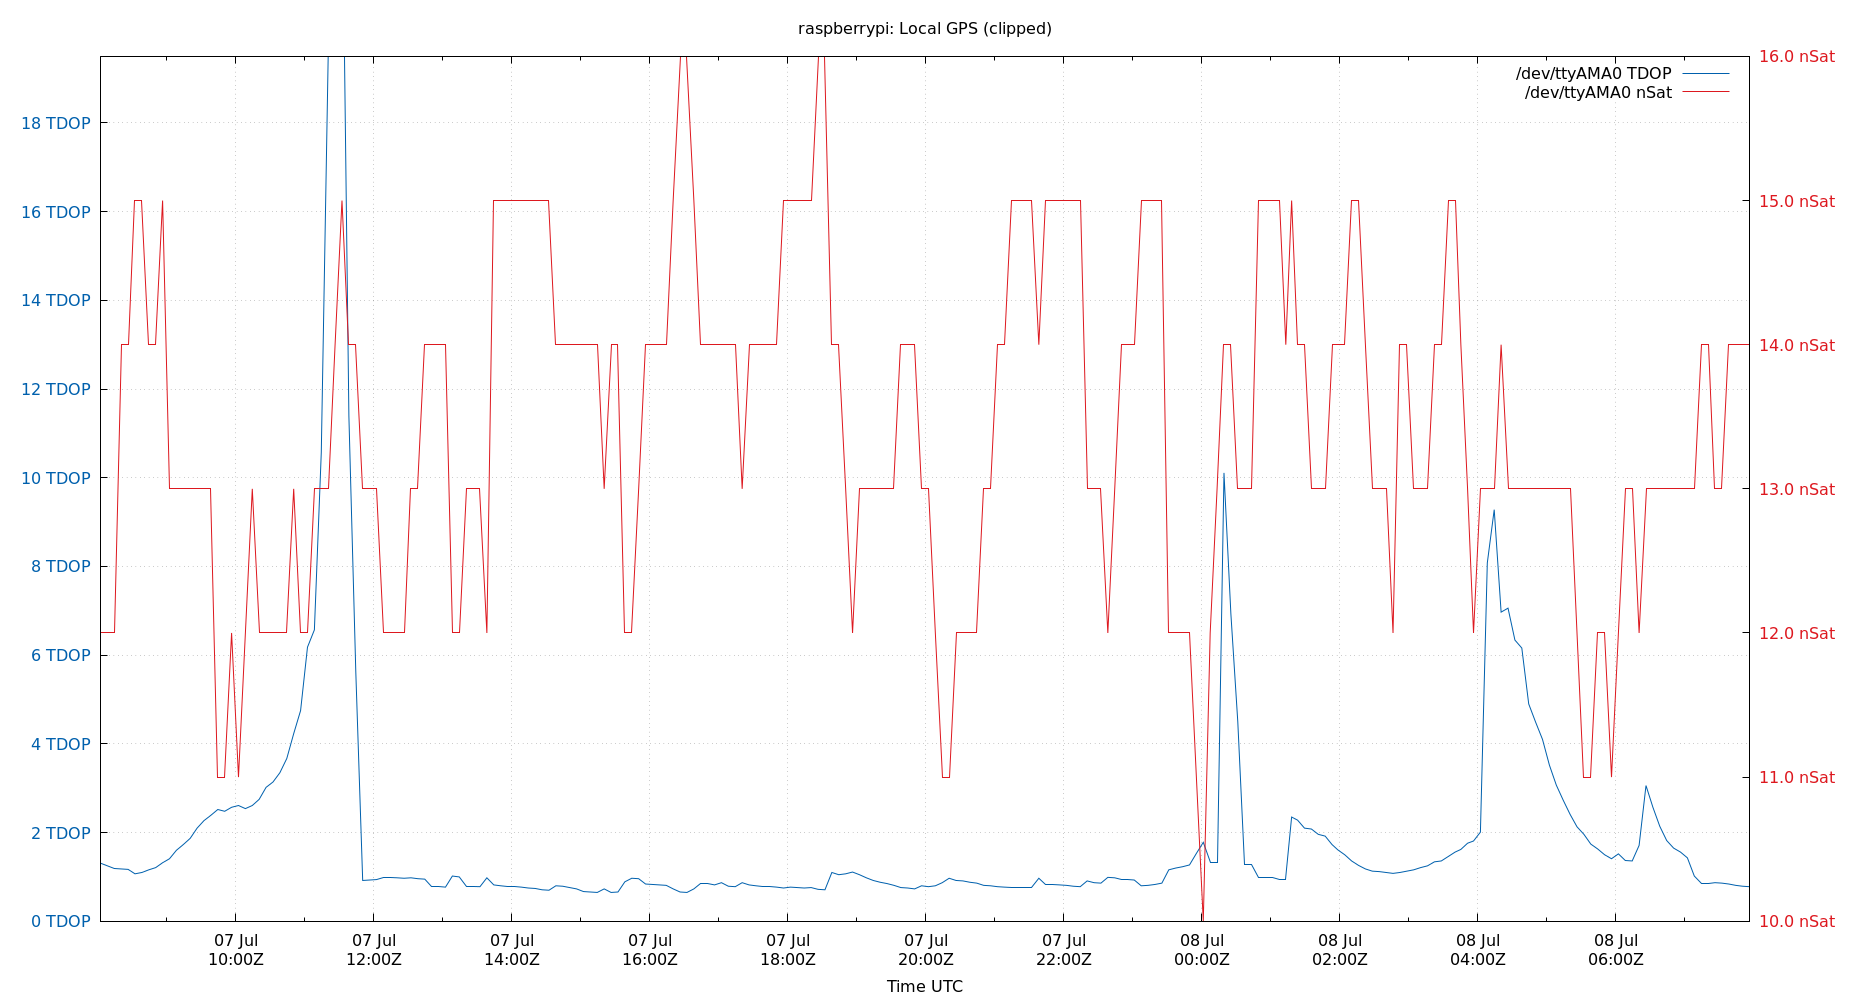 raspberrypi: Local GPS (clipped)
/dev/ttyAMA0 TDOP
/dev/ttyAMA0 nSat
18 TDOP
16 TDOP
14 TDOP
12 TDOP
10 TDOP
8 TDOP
6 TDOP
4 TDOP
2 TDOP
0 TDOP
16.0 nSat
15.0 nSat
14.0 nSat
13.0 nSat
12.0 nSat
11.0 nSat
10.0 nSat
07 Jul
10:00Z
07 Jul
12:00Z
07 Jul
14:00Z
07 Jul
16:00Z
07 Jul
18:00Z
07 Jul
20:00Z
07 Jul
22:00Z
08 Jul
00:00Z
08 Jul
02:00Z
08 Jul
04:00Z
08 Jul
06:00Z
Time UTC